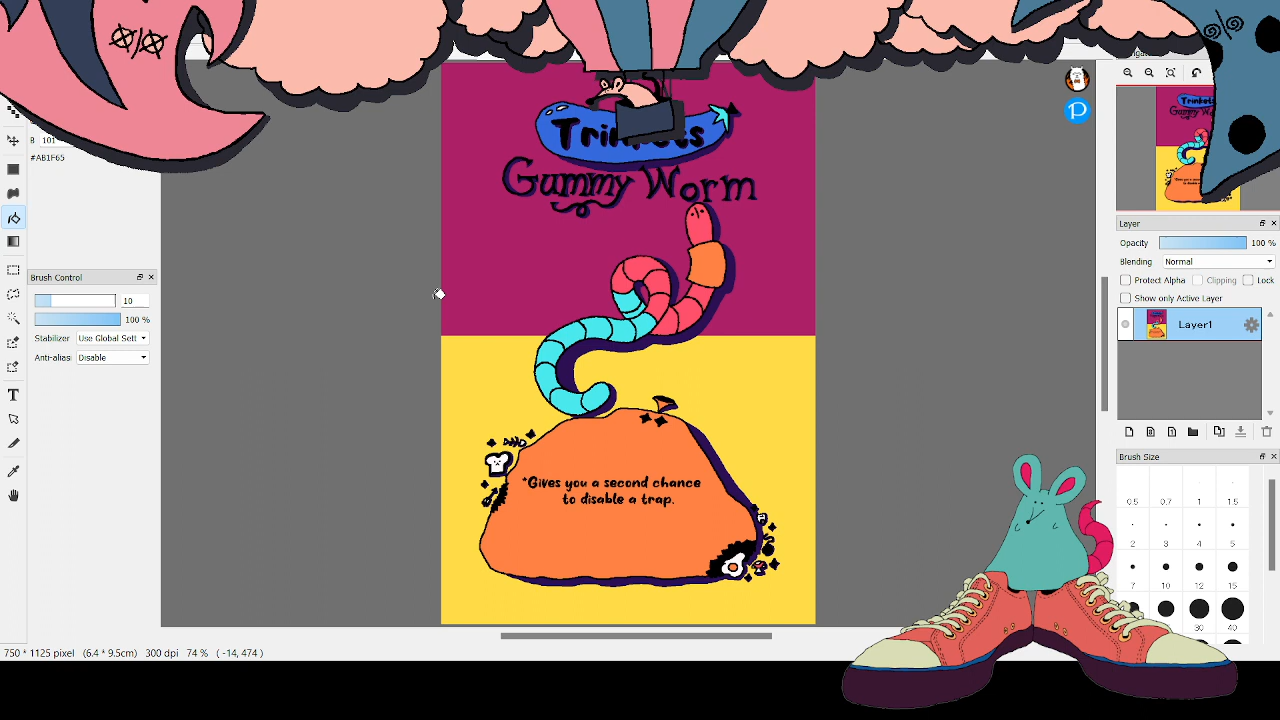 B 101
#AB1F65
Trinkets
Gummy Worm
Brush Control
10
100 %
Stabilizer Use Global Sett
Anti-alias Disable
T
*Gives you a second chance
to disable a trap.
P
Layer
Opacity 100 %
Blending Normal
Protect Alpha Clipping Lock
Show only Active Layer
Layer1
Brush Size
0.5 0.7 1 1.5
2 3 4 5
7 10 12 15
30 40
750 * 1125 pixel (6.4 * 9.5cm) 300 dpi 74 % ( -14, 474 )